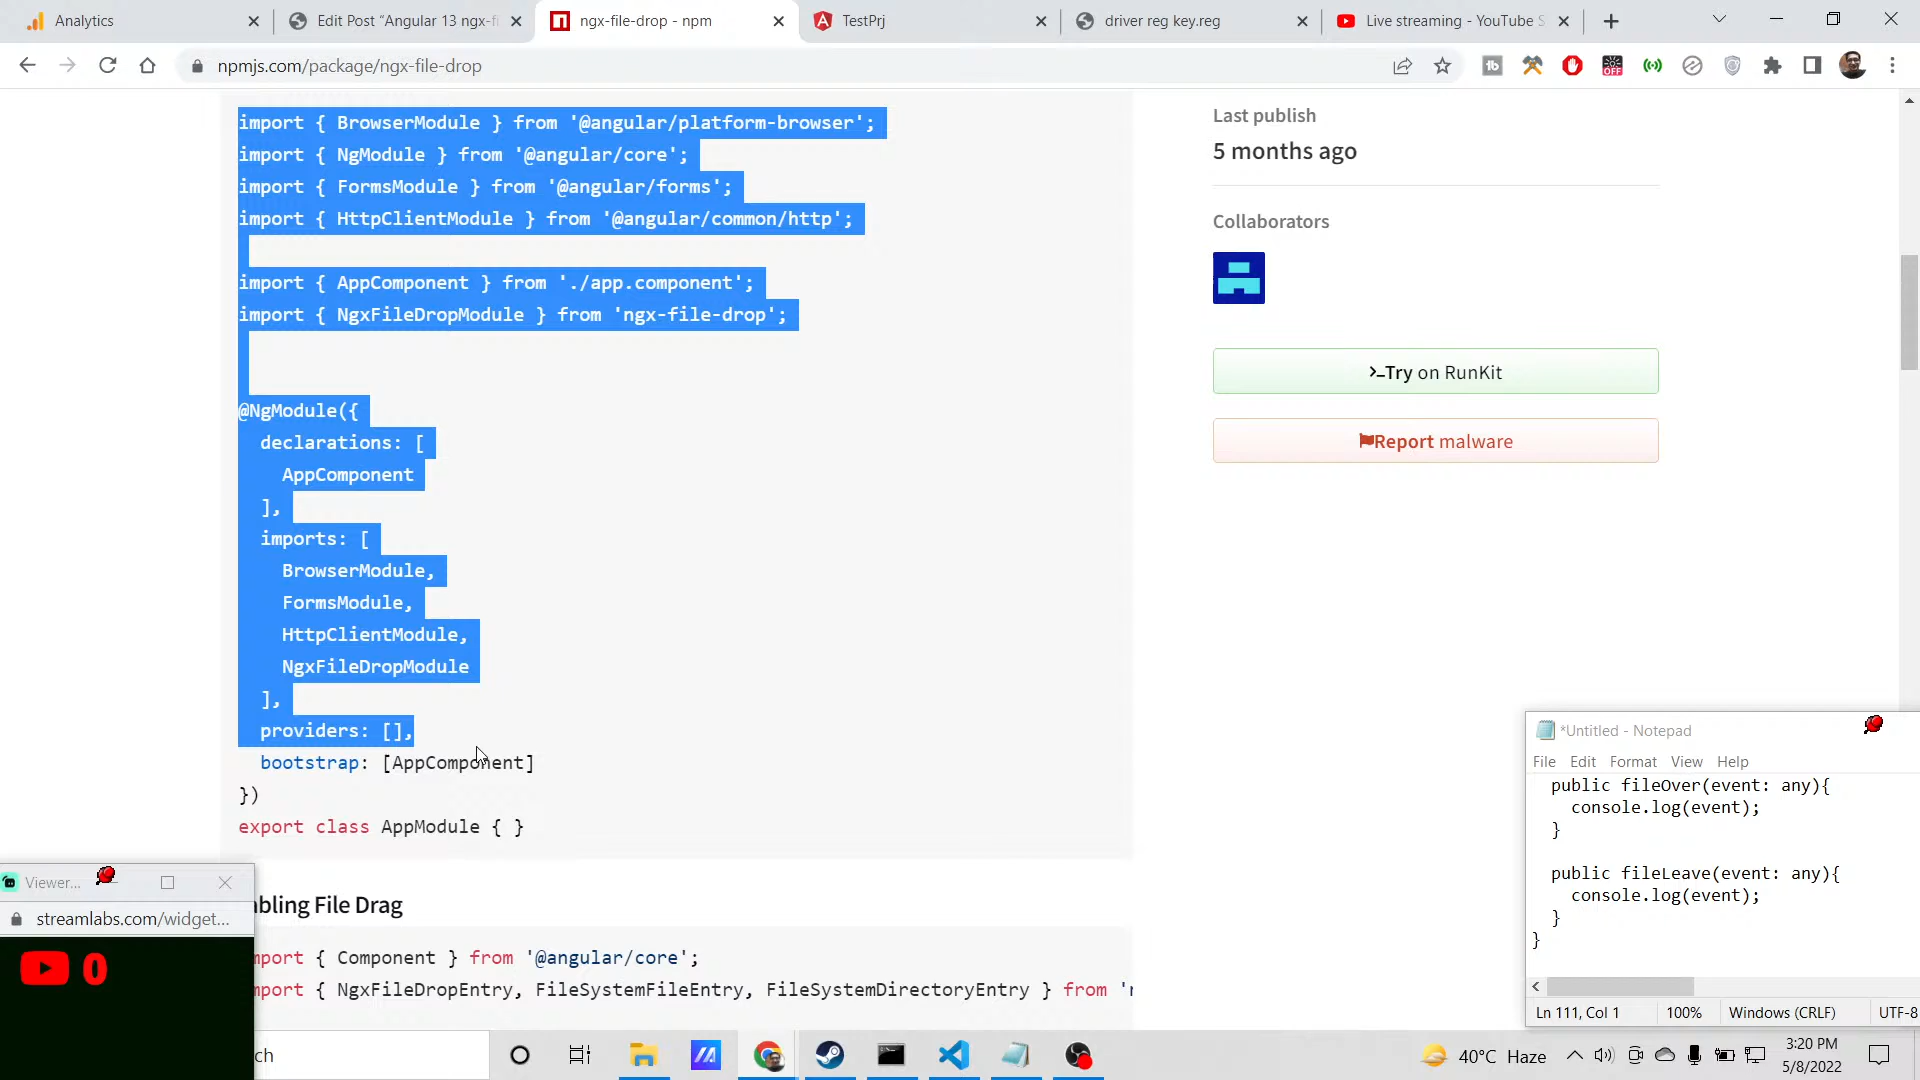 Analytics
Edit Post “Angular 13 ngx-fi
ngx-file-drop - npm
TestPrj
driver reg key.reg
Live streaming - YouTube S
npmjs.com/package/ngx-file-drop
OFF
import { BrowserModule } from '@angular/platform-browser';
import { NgModule } from '@angular/core';
import { FormsModule } from '@angular/forms';
import { HttpClientModule } from '@angular/common/http';
import { AppComponent } from './app.component';
import { NgxFileDropModule } from 'ngx-file-drop';
@NgModule({
declarations: [
AppComponent
],
imports: [
BrowserModule,
FormsModule,
HttpClientModule,
NgxFileDropModule
],
providers: [],
bootstrap: [AppComponent]
})
export class AppModule { }
abling File Drag
mport { Component } from '@angular/core';
mport { NgxFileDropEntry, FileSystemFileEntry, FileSystemDirectoryEntry } from 'n
Last publish
5 months ago
Collaborators
Try on RunKit
Report malware
*Untitled - Notepad
File Edit Format View Help
public fileOver(event: any){
console.log(event);
}
public fileLeave(event: any){
console.log(event);
}
}
Ln 111, Col 1 100% Windows (CRLF) UTF-8
Viewer...
streamlabs.com/widget...
0
ch
40°C Haze
3:20 PM
5/8/2022